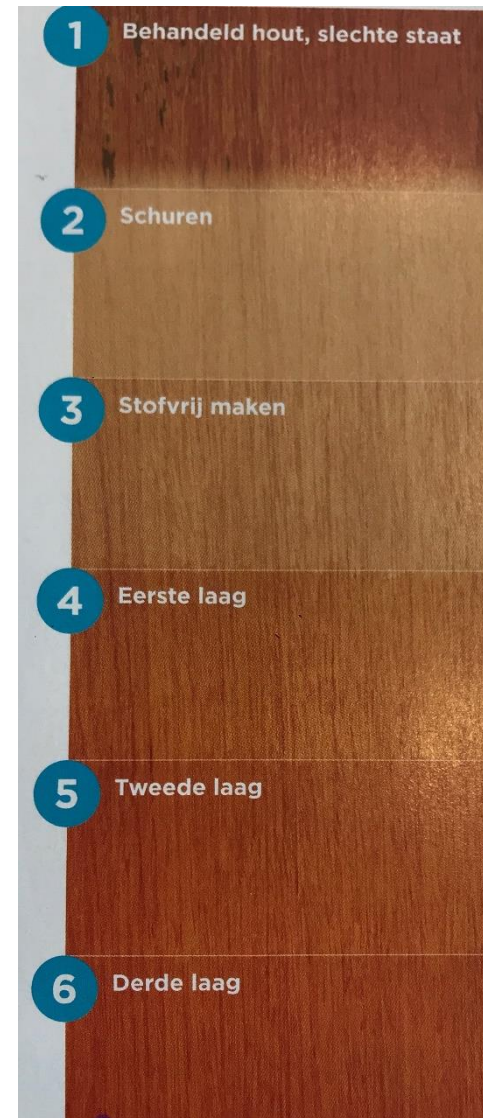 1 Behandeld hout, slechte staat
2 Schuren
3 Stofvrij maken
4 Eerste laag
5 Tweede laag
6 Derde laag